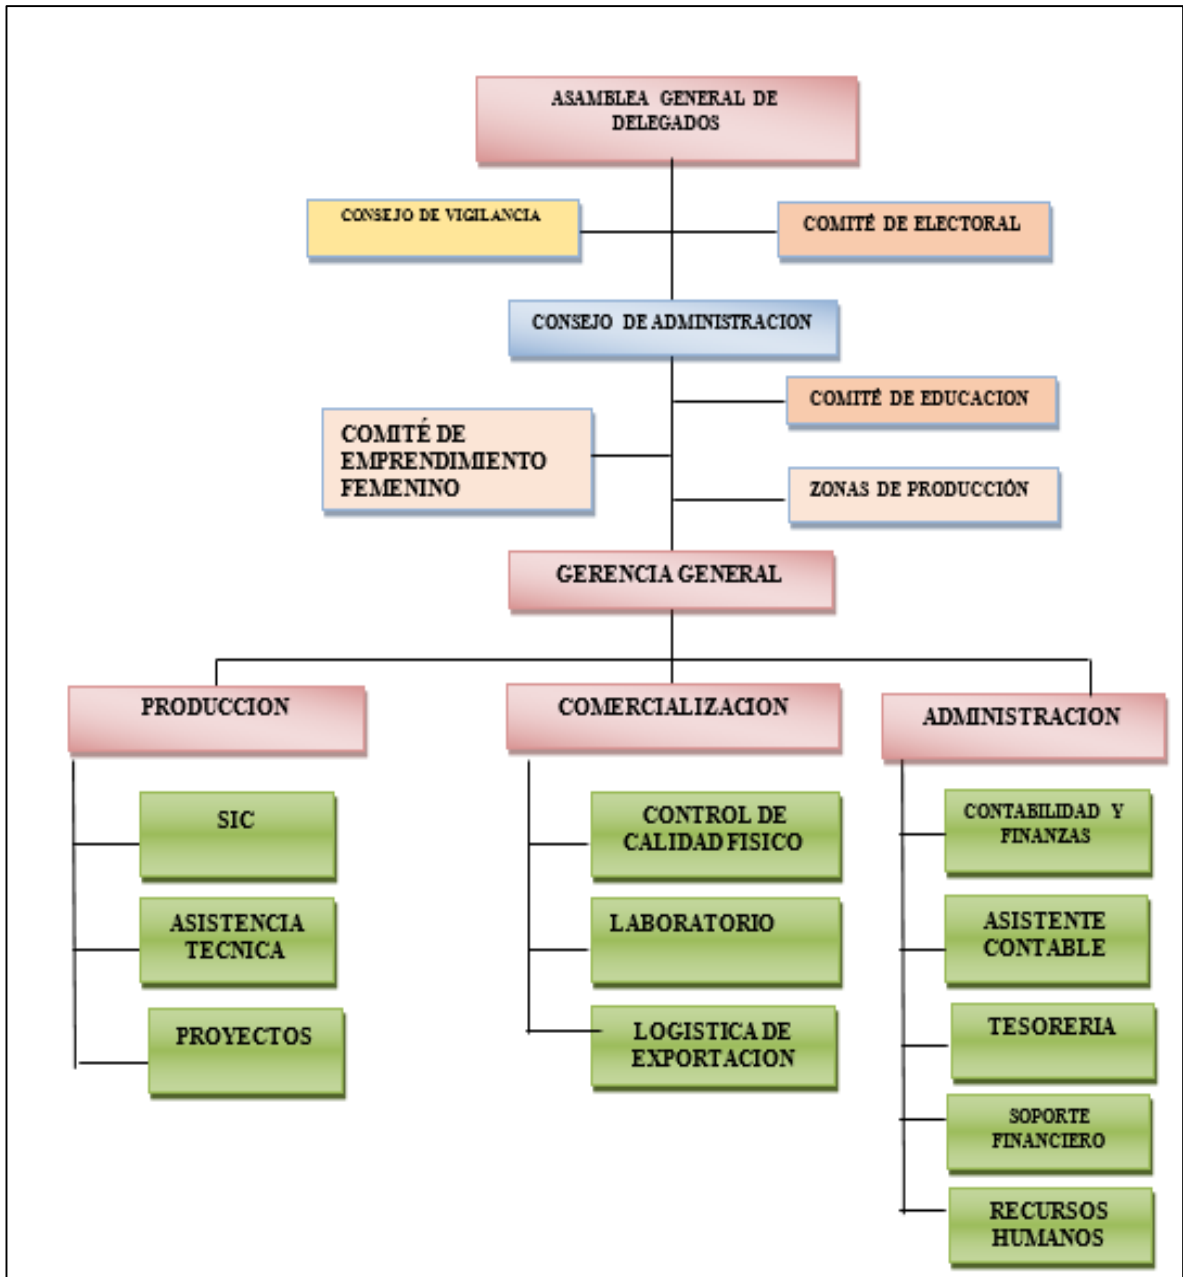 ASAMBLEA GENERAL DE
DELEGADOS
CONSEJO DE VIGILANCIA
COMITÉ DE ELECTORAL
CONSEJO DE ADMINISTRACION
COMITÉ DE EDUCACION
COMITÉ DE
EMPRENDIMIENTO
FEMENINO
ZONAS DE PRODUCCIÓN
GERENCIA GENERAL
PRODUCCION
SIC
ASISTENCIA
TECNICA
PROYECTOS
COMERCIALIZACION
CONTROL DE
CALIDAD FISICO
LABORATORIO
LOGISTICA DE
EXPORTACION
ADMINISTRACION
CONTABILIDAD Y
FINANZAS
ASISTENTE
CONTABLE
TESORERIA
SOPORTE
FINANCIERO
RECURSOS
HUMANOS